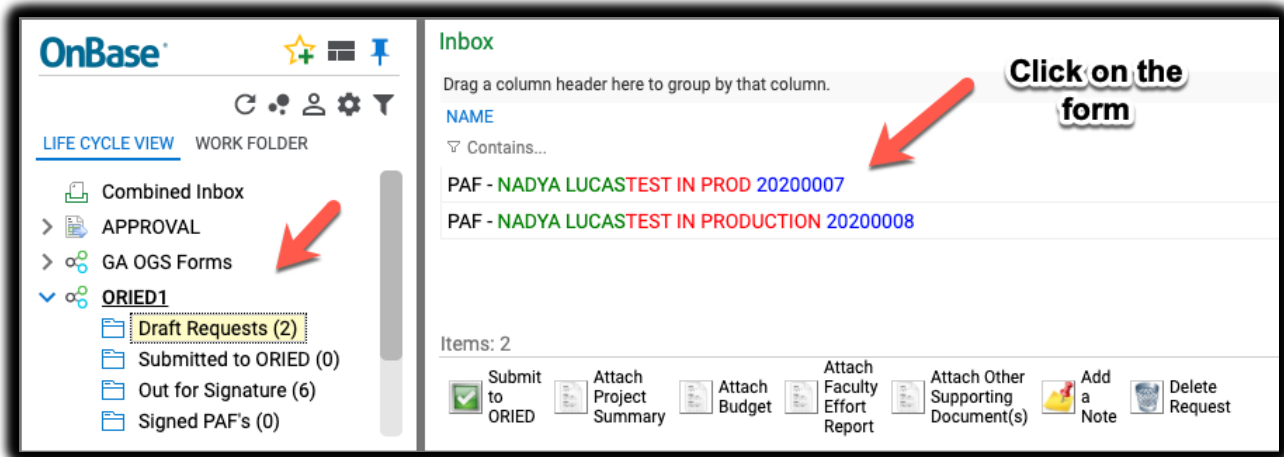 OnBase
LIFE CYCLE VIEW WORK FOLDER
Combined Inbox
APPROVAL
GA OGS Forms
ORIED1
Draft Requests (2)
Submitted to ORIED (0)
Out for Signature (6)
Signed PAF's (0)
Inbox
Drag a column header here to group by that column.
NAME
Contains...
PAF - NADYA LUCASTEST IN PROD 20200007
PAF - NADYA LUCASTEST IN PRODUCTION 20200008
Click on the
form
Items: 2
Submit
to
ORIED
Attach
Project
Summary
Attach
Budget
Attach
Faculty
Effort
Report
Attach Other
Supporting
Document(s)
Add
a
Note
Delete
Request